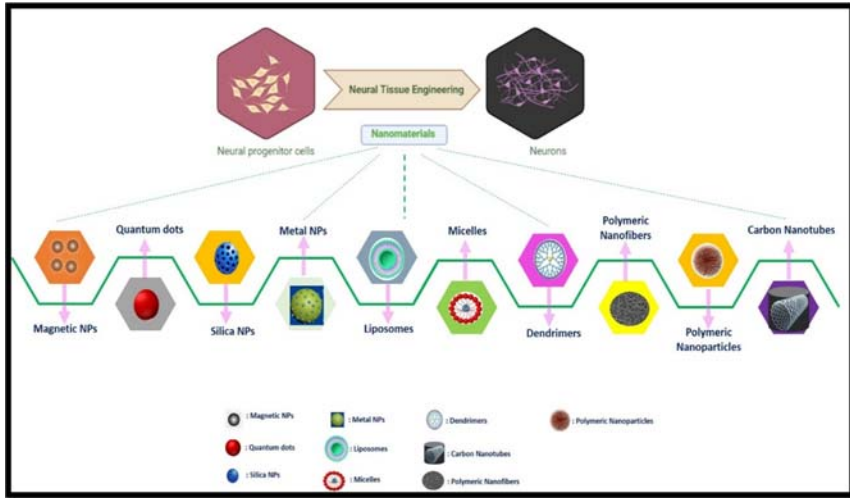 Neural Tissue Engineering
Neural progenitor cells
Nanomaterials
Neurons
Quantum dots
Metal NPs
Micelles
Polymeric
Nanofibers
Carbon Nanotubes
Magnetic NPs
Silica NPs
Liposomes
Dendrimers
Polymeric
Nanoparticles
: Magnetic NPs
: Metal NPs
: Dendrimers
: Polymeric Nanoparticles
: Quantum dots
: Liposomes
: Carbon Nanotubes
: Silica NPs
: Micelles
: Polymeric Nanofibers